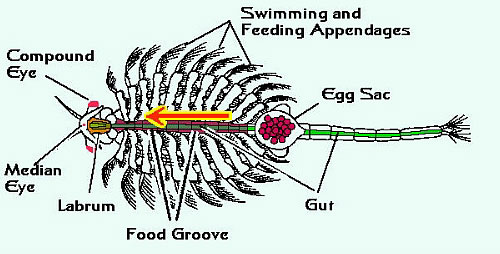 Swimming and
Feeding Appendages
Compound
Eye
Egg Sac
Median
Eye
Labrum
Gut
Food Groove